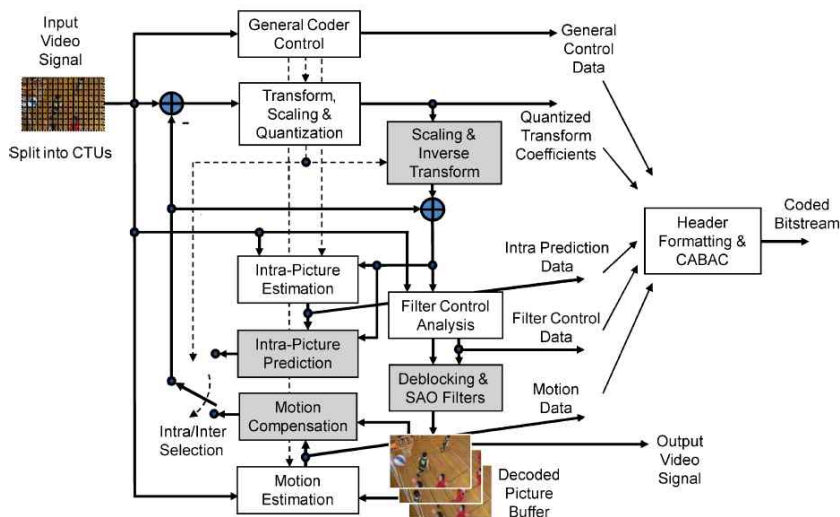 Input
Video
Signal
Split into CTUs
General Coder
Control
Transform,
Scaling &
Quantization
-
Scaling &
Inverse
Transform
General
Control
Data
Quantized
Transform
Coefficients
Coded
Bitstream
Header
Formatting &
CABAC
Intra Prediction
Data
Intra-Picture
Estimation
Filter Control
Analysis
Filter Control
Data
Intra-Picture
Prediction
Deblocking &
SAO Filters
Motion
Data
Motion
Compensation
Intra/Inter
Selection
Motion
Estimation
Decoded
Picture
Buffer
Output
Video
Signal